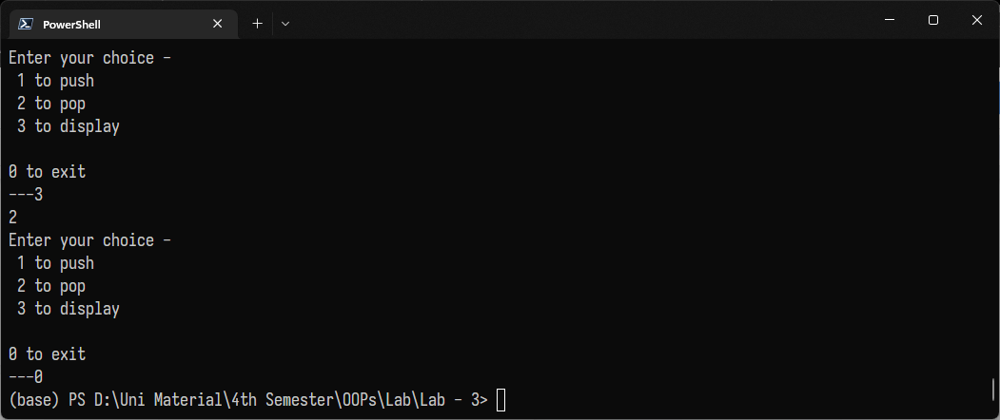 PowerShell
Enter your choice -
 1 to push
 2 to pop
 3 to display

0 to exit
---3
2
Enter your choice -
 1 to push
 2 to pop
 3 to display

0 to exit
---0
(base) PS D:\Uni Material\4th Semester\OOPs\Lab\Lab - 3>